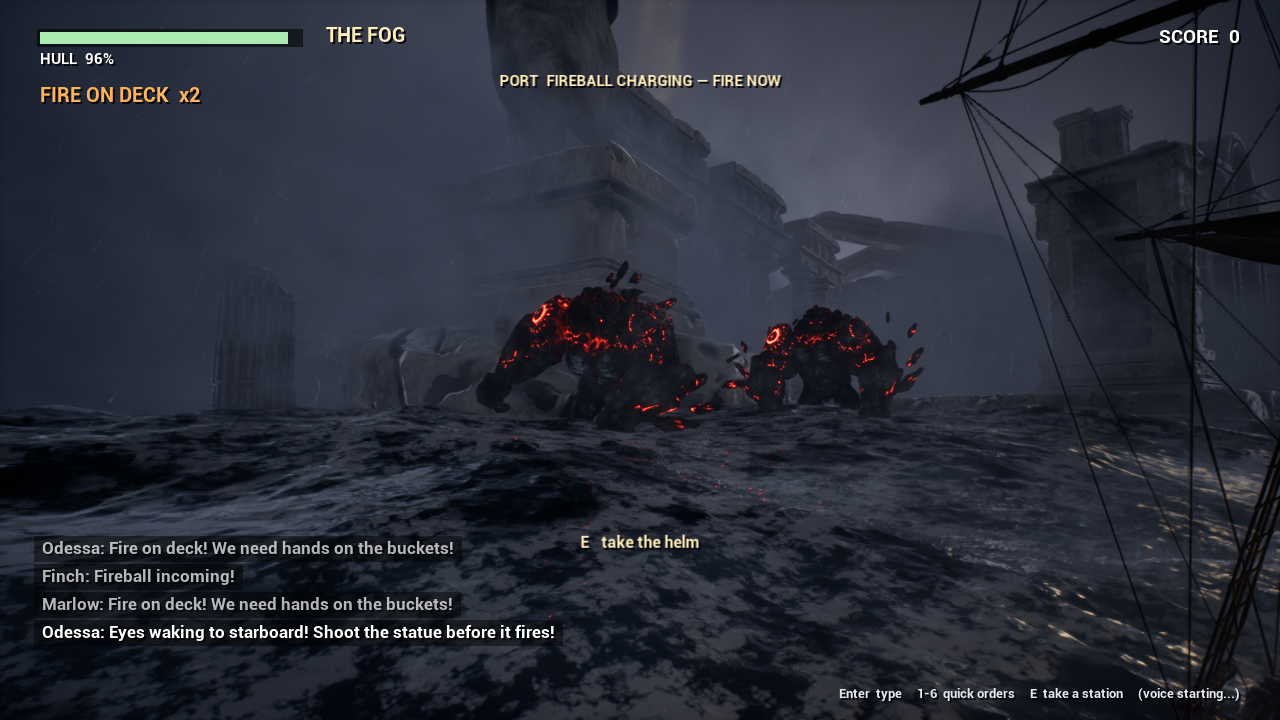 THE FOG
SCORE 0
HULL 96%
PORT FIREBALL CHARGING — FIRE NOW
FIRE ON DECK x2
E take the helm
Odessa: Fire on deck! We need hands on the buckets!
Finch: Fireball incoming!
Marlow: Fire on deck! We need hands on the buckets!
Odessa: Eyes waking to starboard! Shoot the statue before it fires!
Enter type 1-6 quick orders E take a station (voice starting...)